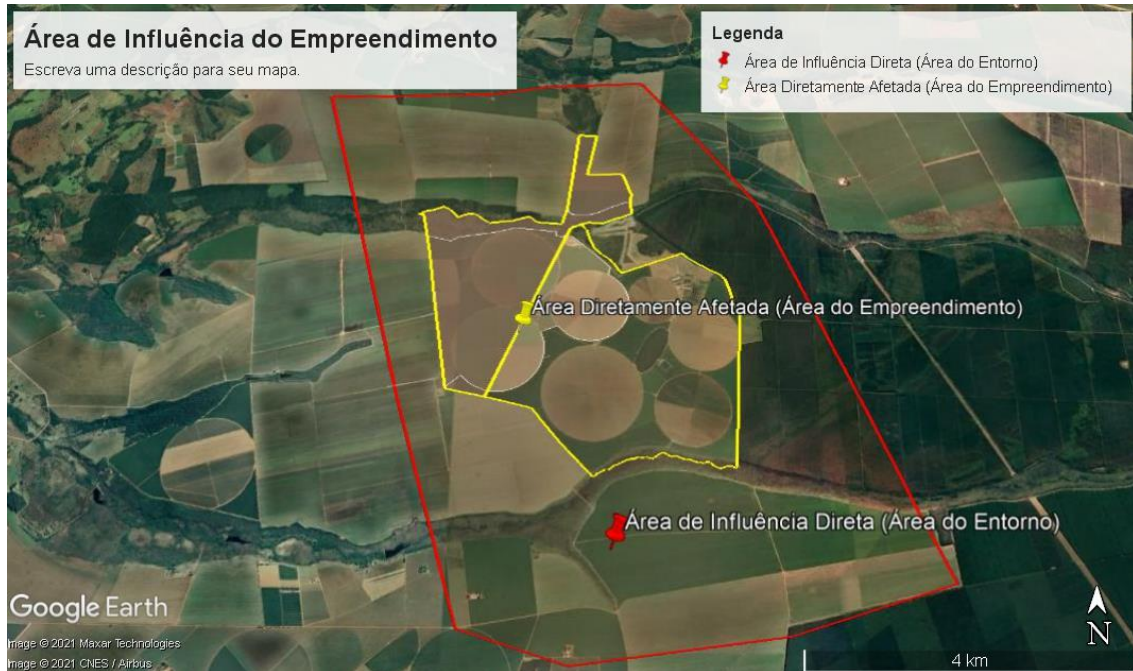 Área de Influência do Empreendimento
Escreva uma descrição para seu mapa.
Legenda
Área de Influência Direta (Área do Entorno)
Área Diretamente Afetada (Área do Empreendimento)
Área Diretamente Afetada (Área do Empreendimento)
Área de Influência Direta (Área do Entorno)
Google Earth
Image © 2021 Maxar Technologies
Image © 2021 CNES / Airbus
N
4 km